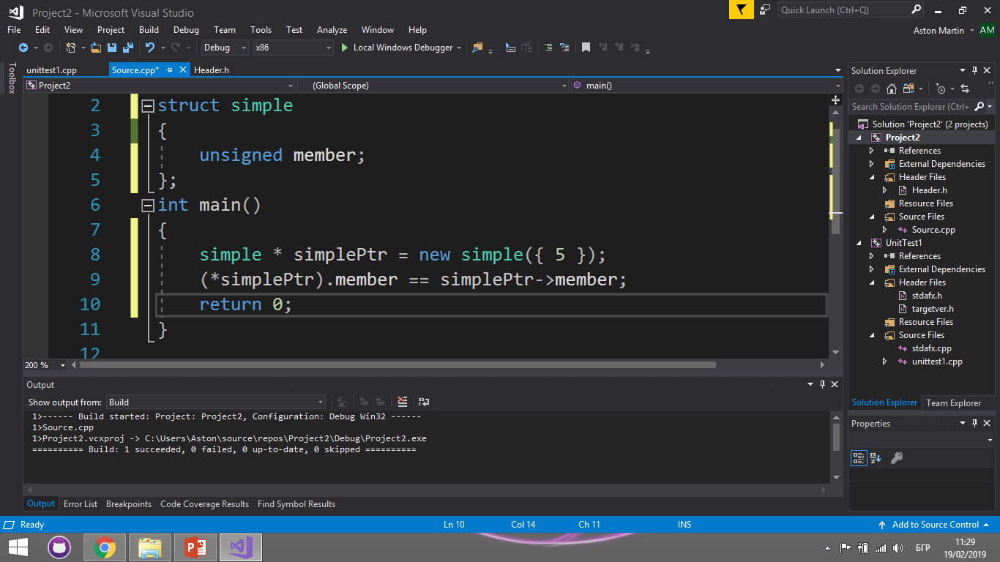 Project2 - Microsoft Visual Studio
Quick Launch (Ctrl+Q)
File Edit View Project Build Debug Team Tools Test Analyze Window Help
Aston Martin AM
Debug x86 Local Windows Debugger
Toolbox
unittest1.cpp Source.cpp* Header.h
Project2 (Global Scope) main()
2 struct simple
3 {
4 unsigned member;
5 };
6 int main()
7 {
8 simple * simplePtr = new simple({ 5 });
9 (*simplePtr).member == simplePtr->member;
10 return 0;
11 }
12
200 %
Output
Show output from: Build
1>------ Build started: Project: Project2, Configuration: Debug Win32 ------
1>Source.cpp
1>Project2.vcxproj -> C:\Users\Aston\source\repos\Project2\Debug\Project2.exe
========== Build: 1 succeeded, 0 failed, 0 up-to-date, 0 skipped ==========
Output Error List Breakpoints Code Coverage Results Find Symbol Results
Solution Explorer
Search Solution Explorer (Ctrl+
Solution 'Project2' (2 projects)
Project2
References
External Dependencies
Header Files
Header.h
Resource Files
Source Files
Source.cpp
UnitTest1
References
External Dependencies
Header Files
stdafx.h
targetver.h
Resource Files
Source Files
stdafx.cpp
unittest1.cpp
Solution Explorer Team Explorer
Properties
Ready Ln 10 Col 14 Ch 11 INS Add to Source Control
БГР
11:29
19/02/2019